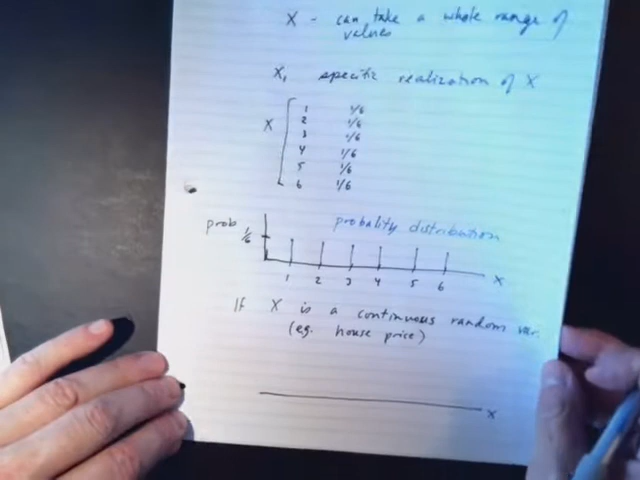 X - can take a whole range of
values
X, specific realization of X
1 1/6
2 1/6
X 3 1/6
4 1/6
5 1/6
6 1/6
prob probality distribution
1/6
X
1 2 3 4 5 6
If X is a continuous random var.
(eg. house price)
X